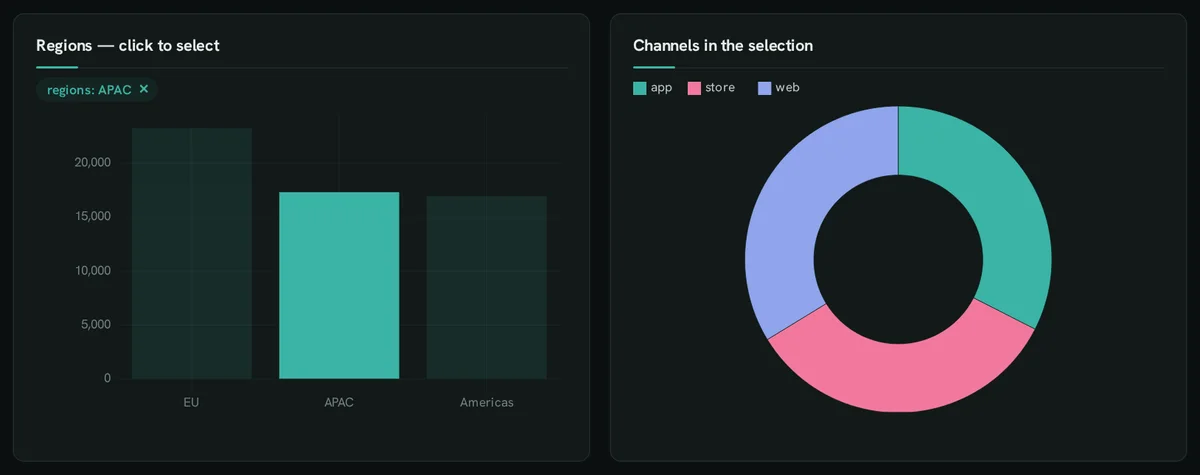 Regions — click to select
regions: APAC ✕
20,000
15,000
10,000
5,000
0
EU APAC Americas
Channels in the selection
app store web